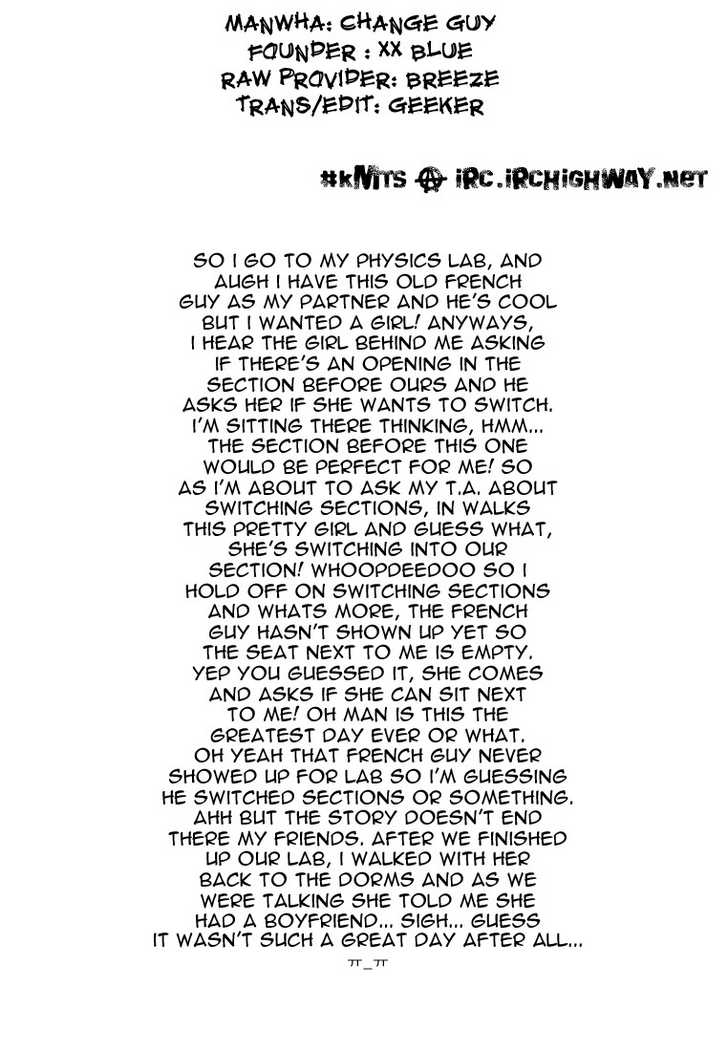 MANWHA: CHANGE GUY
FOUNDER : XX BLUE
RAW PROVIDER: BREEZE
TRANS/EDIT: GEEKER
#KMTS @ IRC.IRCHIGHWAY.NET
SO I GO TO MY PHYSICS LAB, AND
AUGH I HAVE THIS OLD FRENCH
GUY AS MY PARTNER AND HE'S COOL
BUT I WANTED A GIRL! ANYWAYS,
I HEAR THE GIRL BEHIND ME ASKING
IF THERE'S AN OPENING IN THE
SECTION BEFORE OURS AND HE
ASKS HER IF SHE WANTS TO SWITCH.
I'M SITTING THERE THINKING, HMM...
THE SECTION BEFORE THIS ONE
WOULD BE PERFECT FOR ME! SO
AS I'M ABOUT TO ASK MY T.A. ABOUT
SWITCHING SECTIONS, IN WALKS
THIS PRETTY GIRL AND GUESS WHAT,
SHE'S SWITCHING INTO OUR
SECTION! WHOOPDEEDOO SO I
HOLD OFF ON SWITCHING SECTIONS
AND WHATS MORE, THE FRENCH
GUY HASN'T SHOWN UP YET SO
THE SEAT NEXT TO ME IS EMPTY.
YEP YOU GUESSED IT, SHE COMES
AND ASKS IF SHE CAN SIT NEXT
TO ME! OH MAN IS THIS THE
GREATEST DAY EVER OR WHAT.
OH YEAH THAT FRENCH GUY NEVER
SHOWED UP FOR LAB SO I'M GUESSING
HE SWITCHED SECTIONS OR SOMETHING.
AHH BUT THE STORY DOESN'T END
THERE MY FRIENDS. AFTER WE FINISHED
UP OUR LAB, I WALKED WITH HER
BACK TO THE DORMS AND AS WE
WERE TALKING SHE TOLD ME SHE
HAD A BOYFRIEND... SIGH... GUESS
IT WASN'T SUCH A GREAT DAY AFTER ALL...
ㅠ_ㅠ